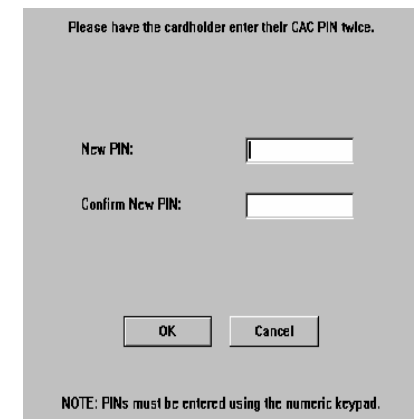 Please have the cardholder enter their CAC PIN twice.
New PIN:
Confirm New PIN:
OK Cancel
NOTE: PINs must be entered using the numeric keypad.